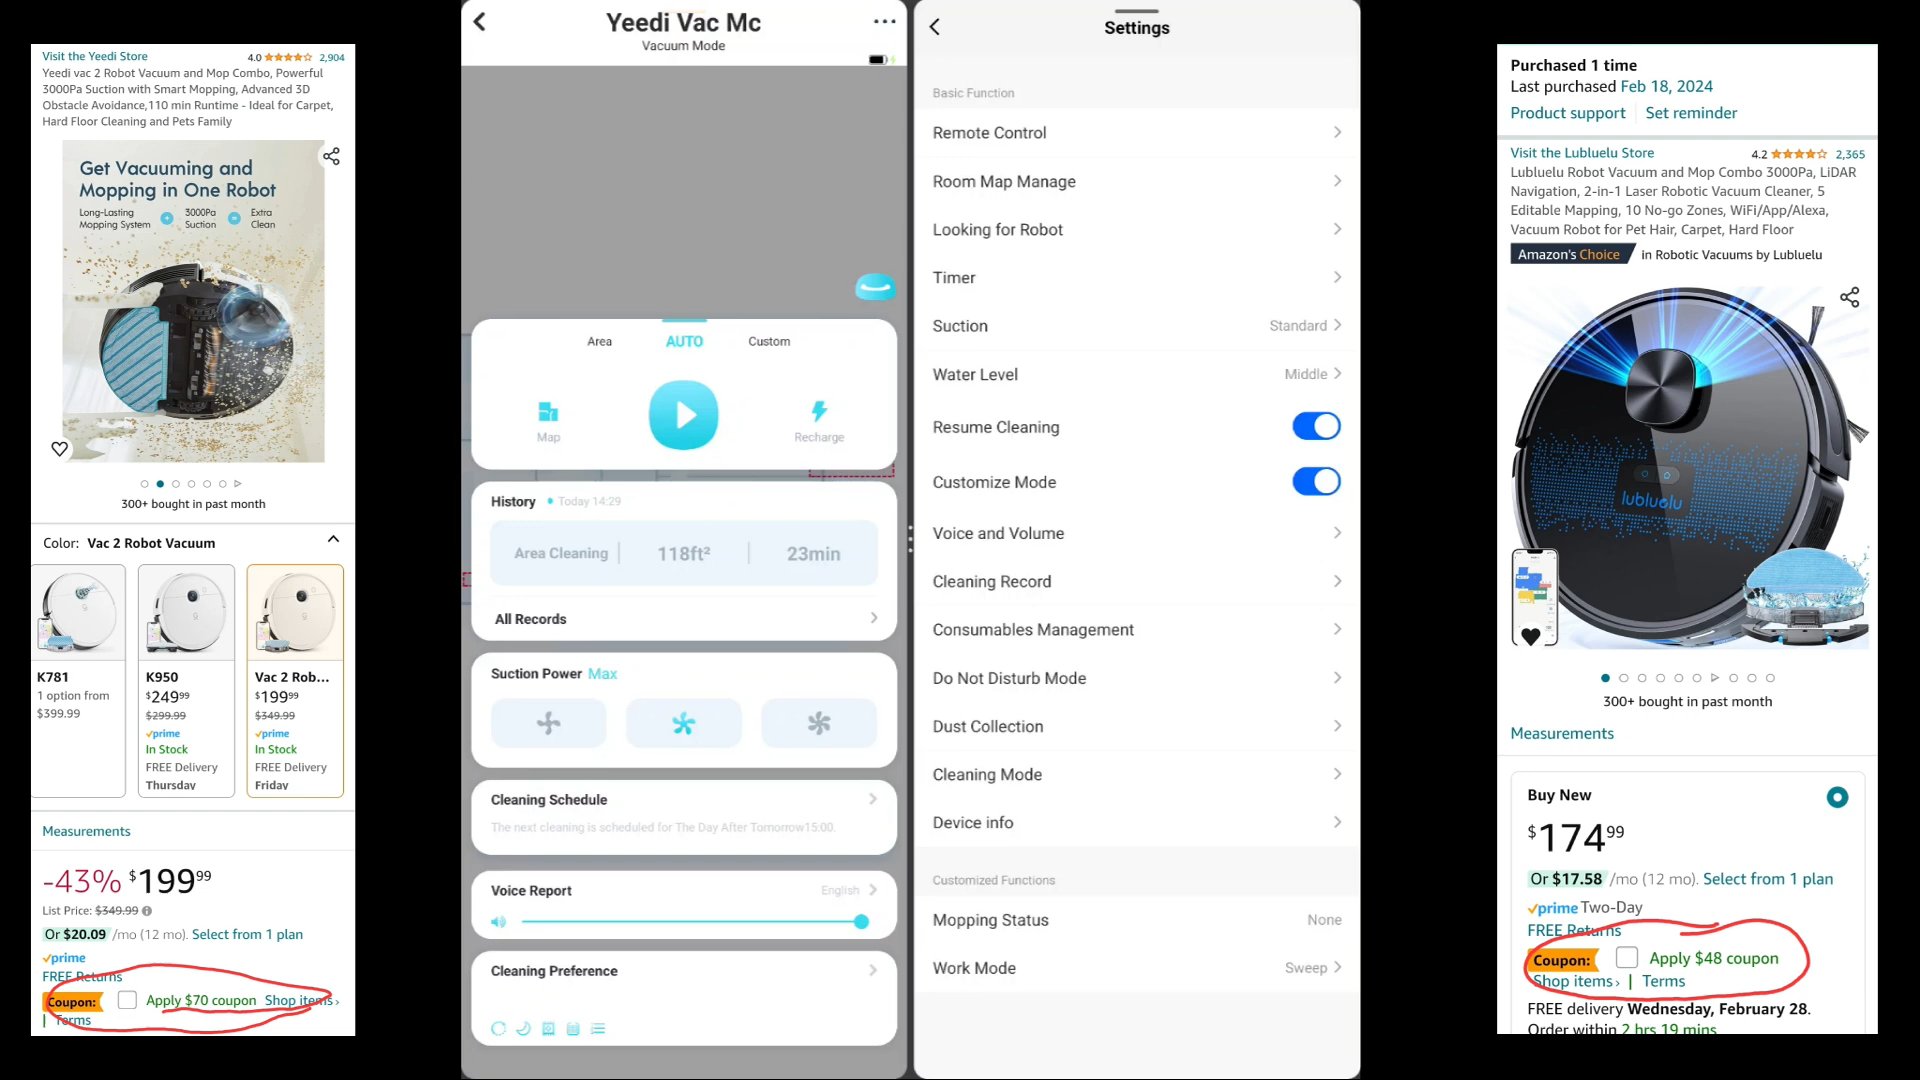 Visit the Yeedi Store
4.0
2,904
Yeedi vac 2 Robot Vacuum and Mop Combo, Powerful
3000Pa Suction with Smart Mopping, Advanced 3D
Obstacle Avoidance,110 min Runtime - Ideal for Carpet,
Hard Floor Cleaning and Pets Family
Get Vacuuming and
Mopping in One Robot
Long-Lasting
Mopping System
3000Pa
Suction
Extra
Clean
300+ bought in past month
Color: Vac 2 Robot Vacuum
K781
1 option from
$399.99
K950
$249.99
$299.99
prime
In Stock
FREE Delivery
Thursday
Vac 2 Rob...
$199.99
$349.99
prime
In Stock
FREE Delivery
Friday
Measurements
-43% $199.99
List Price: $349.99
Or $20.09 /mo (12 mo). Select from 1 plan
prime
FREE Returns
Coupon: Apply $70 coupon Shop items ›
| Terms
Yeedi Vac Mc
Vacuum Mode
Area
AUTO
Custom
Map
Recharge
History
Today 14:29
Area Cleaning | 118ft² | 23min
All Records
Suction Power Max
Cleaning Schedule
The next cleaning is scheduled for The Day After Tomorrow15:00.
Voice Report
English
Cleaning Preference
Settings
Basic Function
Remote Control
Room Map Manage
Looking for Robot
Timer
Suction Standard
Water Level Middle
Resume Cleaning
Customize Mode
Voice and Volume
Cleaning Record
Consumables Management
Do Not Disturb Mode
Dust Collection
Cleaning Mode
Device info
Customized Functions
Mopping Status None
Work Mode Sweep
Purchased 1 time
Last purchased Feb 18, 2024
Product support | Set reminder
Visit the Lubluelu Store
4.2
2,365
Lubluelu Robot Vacuum and Mop Combo 3000Pa, LiDAR
Navigation, 2-in-1 Laser Robotic Vacuum Cleaner, 5
Editable Mapping, 10 No-go Zones, WiFi/App/Alexa,
Vacuum Robot for Pet Hair, Carpet, Hard Floor
Amazon's Choice in Robotic Vacuums by Lubluelu
lubluelu
300+ bought in past month
Measurements
Buy New
$174.99
Or $17.58 /mo (12 mo). Select from 1 plan
prime Two-Day
FREE Returns
Coupon: Apply $48 coupon
Shop items › | Terms
FREE delivery Wednesday, February 28.
Order within 2 hrs 19 mins